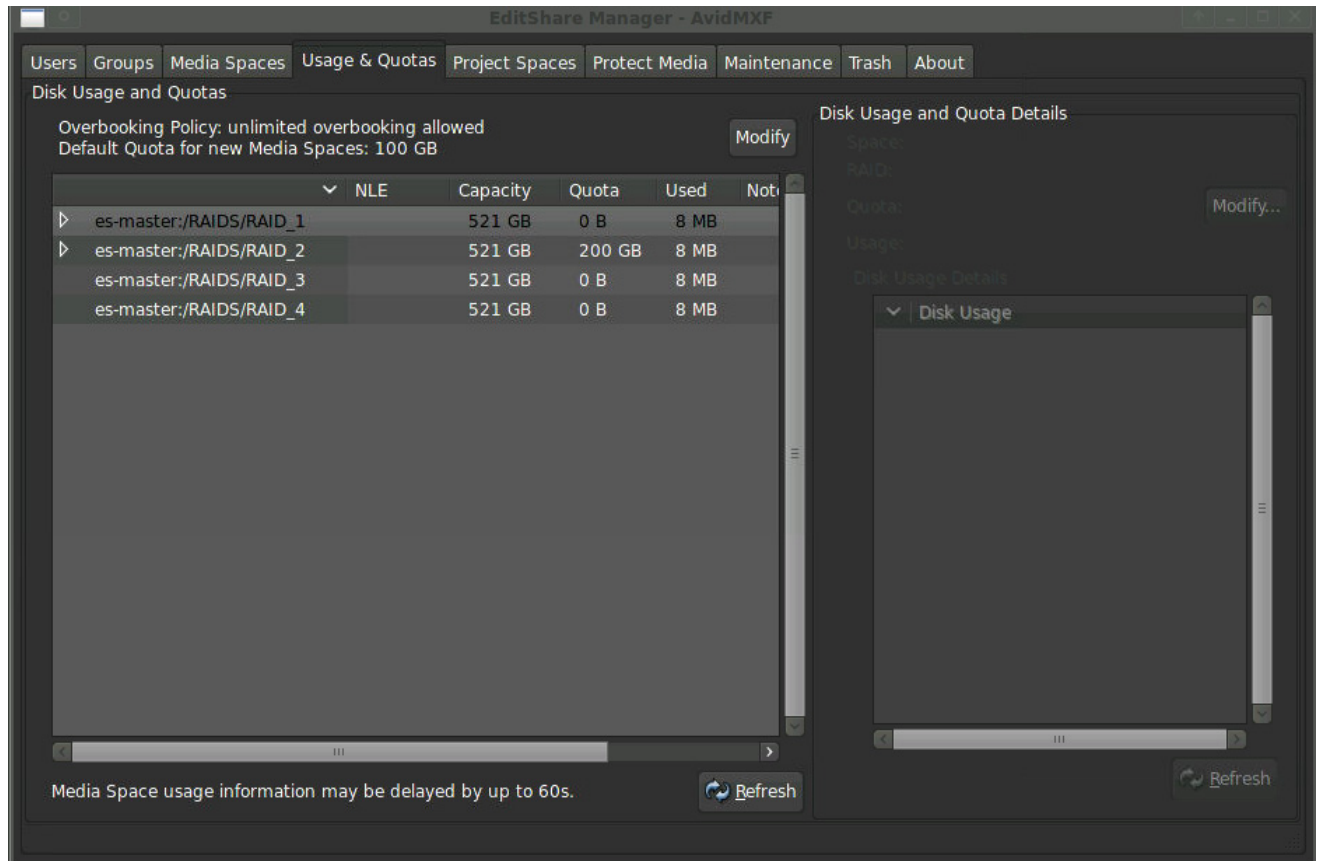 EditShare Manager - AvidMXF
Users Groups Media Spaces Usage & Quotas Project Spaces Protect Media Maintenance Trash About
Disk Usage and Quotas
Overbooking Policy: unlimited overbooking allowed
Default Quota for new Media Spaces: 100 GB
Modify
NLE Capacity Quota Used Note
es-master:/RAIDS/RAID_1 521 GB 0 B 8 MB
es-master:/RAIDS/RAID_2 521 GB 200 GB 8 MB
es-master:/RAIDS/RAID_3 521 GB 0 B 8 MB
es-master:/RAIDS/RAID_4 521 GB 0 B 8 MB
Media Space usage information may be delayed by up to 60s.
Refresh
Disk Usage and Quota Details
Space:
RAID:
Quota:
Modify...
Usage:
Disk Usage Details
Disk Usage
Refresh